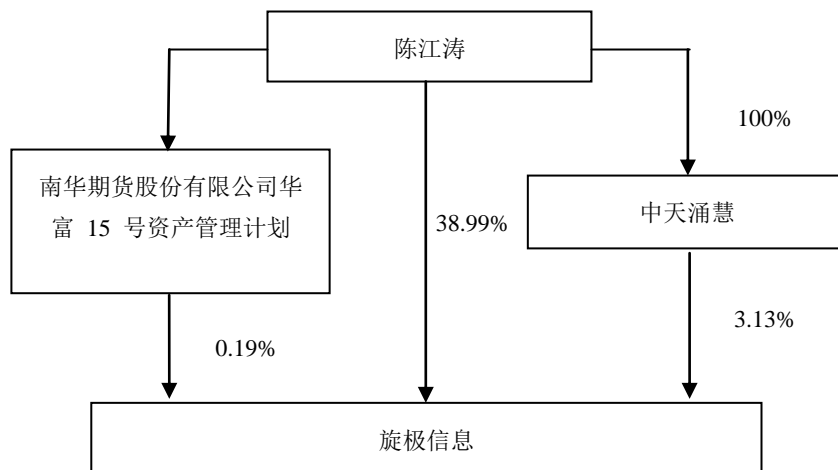 陈江涛
100%
南华期货股份有限公司华
富 15 号资产管理计划
38.99%
中天涌慧
0.19%
3.13%
旋极信息